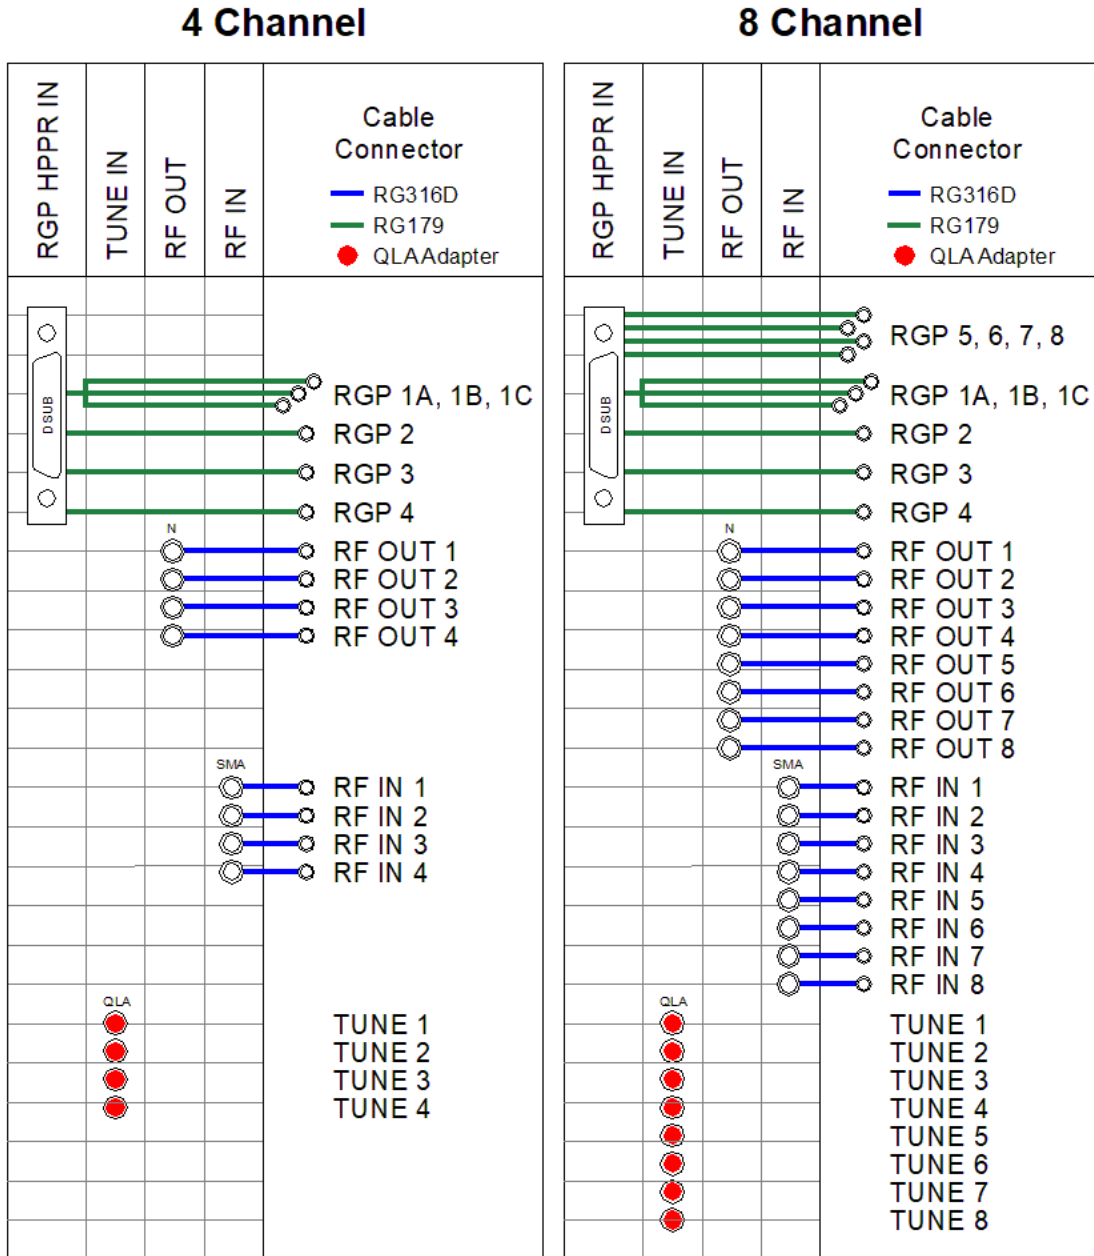 4 Channel
RGP HPPR IN
TUNE IN
RF OUT
RF IN
Cable
Connector
RG316D
RG179
QLA Adapter
DSUB
RGP 1A, 1B, 1C
RGP 2
RGP 3
RGP 4
N
RF OUT 1
RF OUT 2
RF OUT 3
RF OUT 4
SMA
RF IN 1
RF IN 2
RF IN 3
RF IN 4
QLA
TUNE 1
TUNE 2
TUNE 3
TUNE 4
8 Channel
RGP HPPR IN
TUNE IN
RF OUT
RF IN
Cable
Connector
RG316D
RG179
QLA Adapter
RGP 5, 6, 7, 8
DSUB
RGP 1A, 1B, 1C
RGP 2
RGP 3
RGP 4
N
RF OUT 1
RF OUT 2
RF OUT 3
RF OUT 4
RF OUT 5
RF OUT 6
RF OUT 7
RF OUT 8
SMA
RF IN 1
RF IN 2
RF IN 3
RF IN 4
RF IN 5
RF IN 6
RF IN 7
RF IN 8
QLA
TUNE 1
TUNE 2
TUNE 3
TUNE 4
TUNE 5
TUNE 6
TUNE 7
TUNE 8